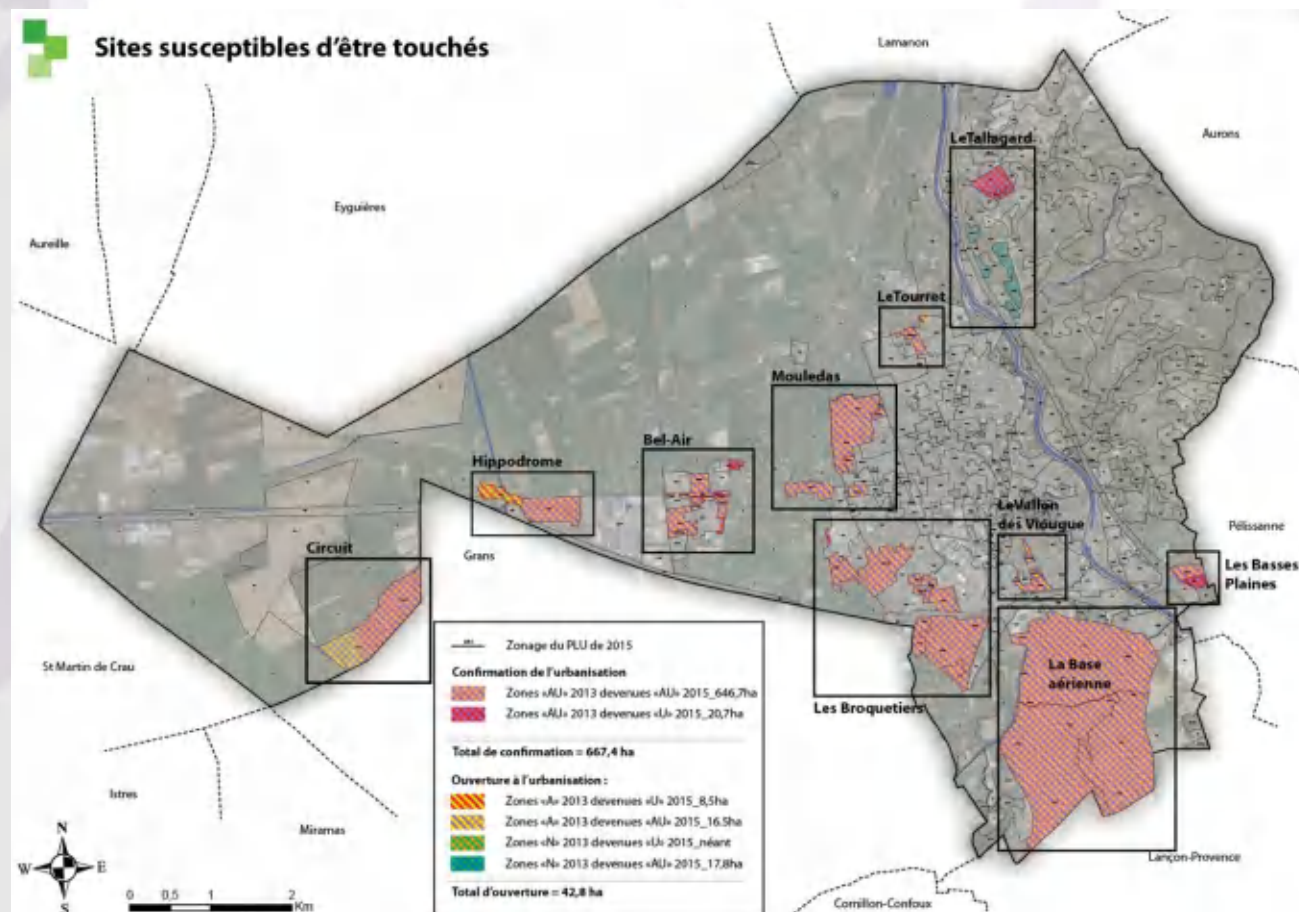 Sites susceptibles d'être touchés
Lamanon
Aurons
LeTallagard
Eyguières
Aureille
LeTourret
Mouledas
Bel-Air
Hippodrome
LeVallon
des Viougue
Pélissanne
Les Basses
Plaines
Circuit
Grans
St Martin de Crau
La Base
aérienne
Les Broquetiers
Zonage du PLU de 2015
Confirmation de l'urbanisation
Zones «AU» 2013 devenues «AU» 2015_646,7ha
Zones «AU» 2013 devenues «U» 2015_20,7ha
Total de confirmation = 667,4 ha
Ouverture à l'urbanisation :
Zones «A» 2013 devenues «U» 2015_8,5ha
Zones «A» 2013 devenues «AU» 2015_16.5ha
Zones «N» 2013 devenues «U» 2015_néant
Zones «N» 2013 devenues «AU» 2015_17,8ha
Total d'ouverture = 42,8 ha
Istres
Miramas
Lançon-Provence
Cornillon-Confoux
N
W E
S
0 0,5 1 2
Km